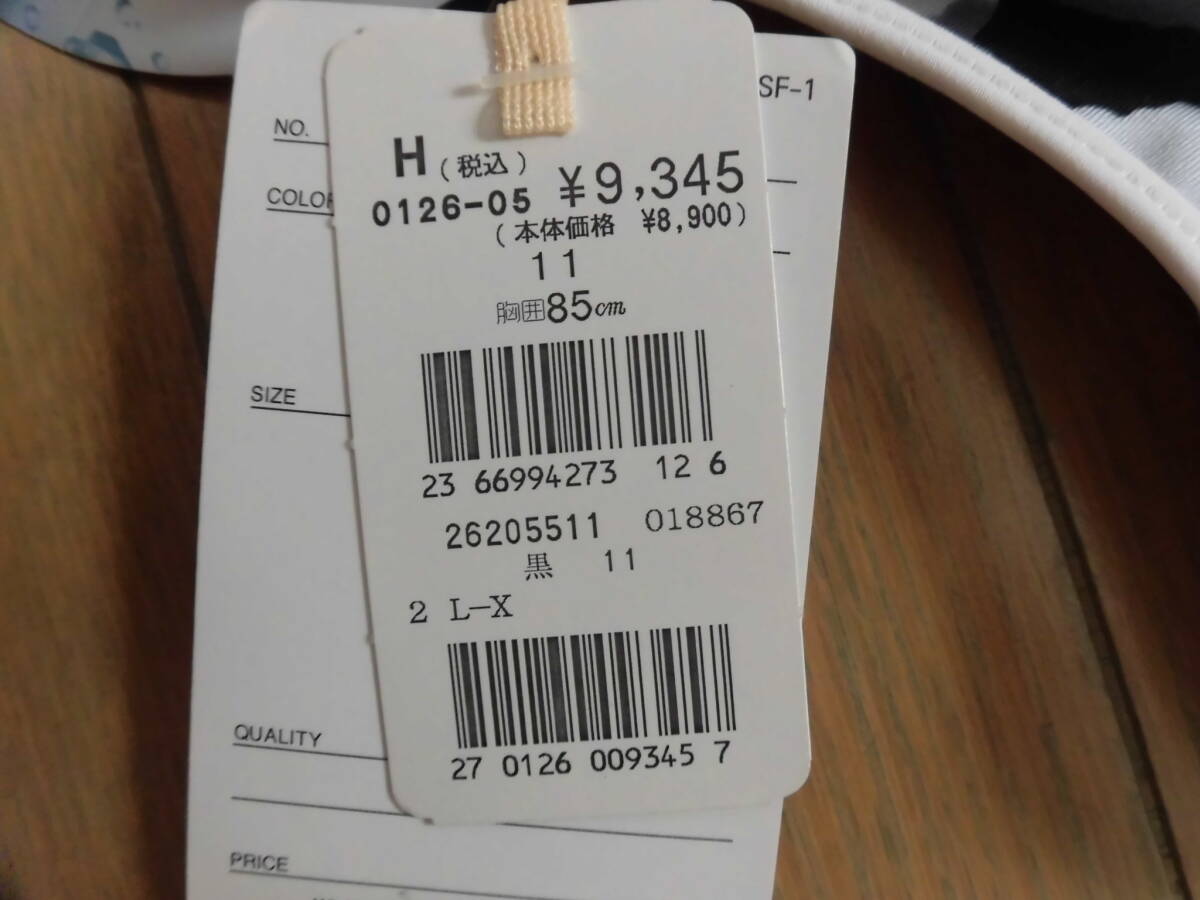 SF-1
NO.
COLOR
SIZE
QUALITY
PRICE
H (税込) ¥9,345
0126-05
(本体価格 ¥8,900)
11
胸囲85cm
23 66994273 12 6
26205511 018867
黒 11
2 L-X
27 0126 009345 7